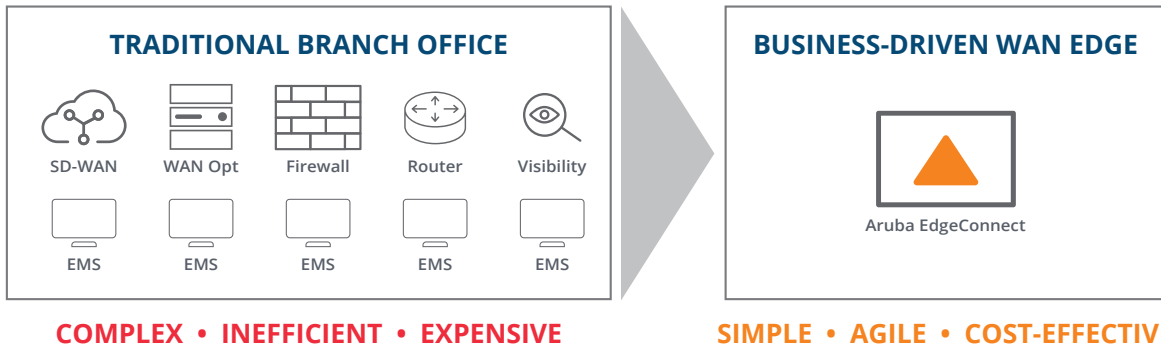 TRADITIONAL BRANCH OFFICE
SD-WAN
WAN Opt
Firewall
Router
Visibility
EMS
EMS
EMS
EMS
EMS
COMPLEX • INEFFICIENT • EXPENSIVE
BUSINESS-DRIVEN WAN EDGE
Aruba EdgeConnect
SIMPLE • AGILE • COST-EFFECTIV